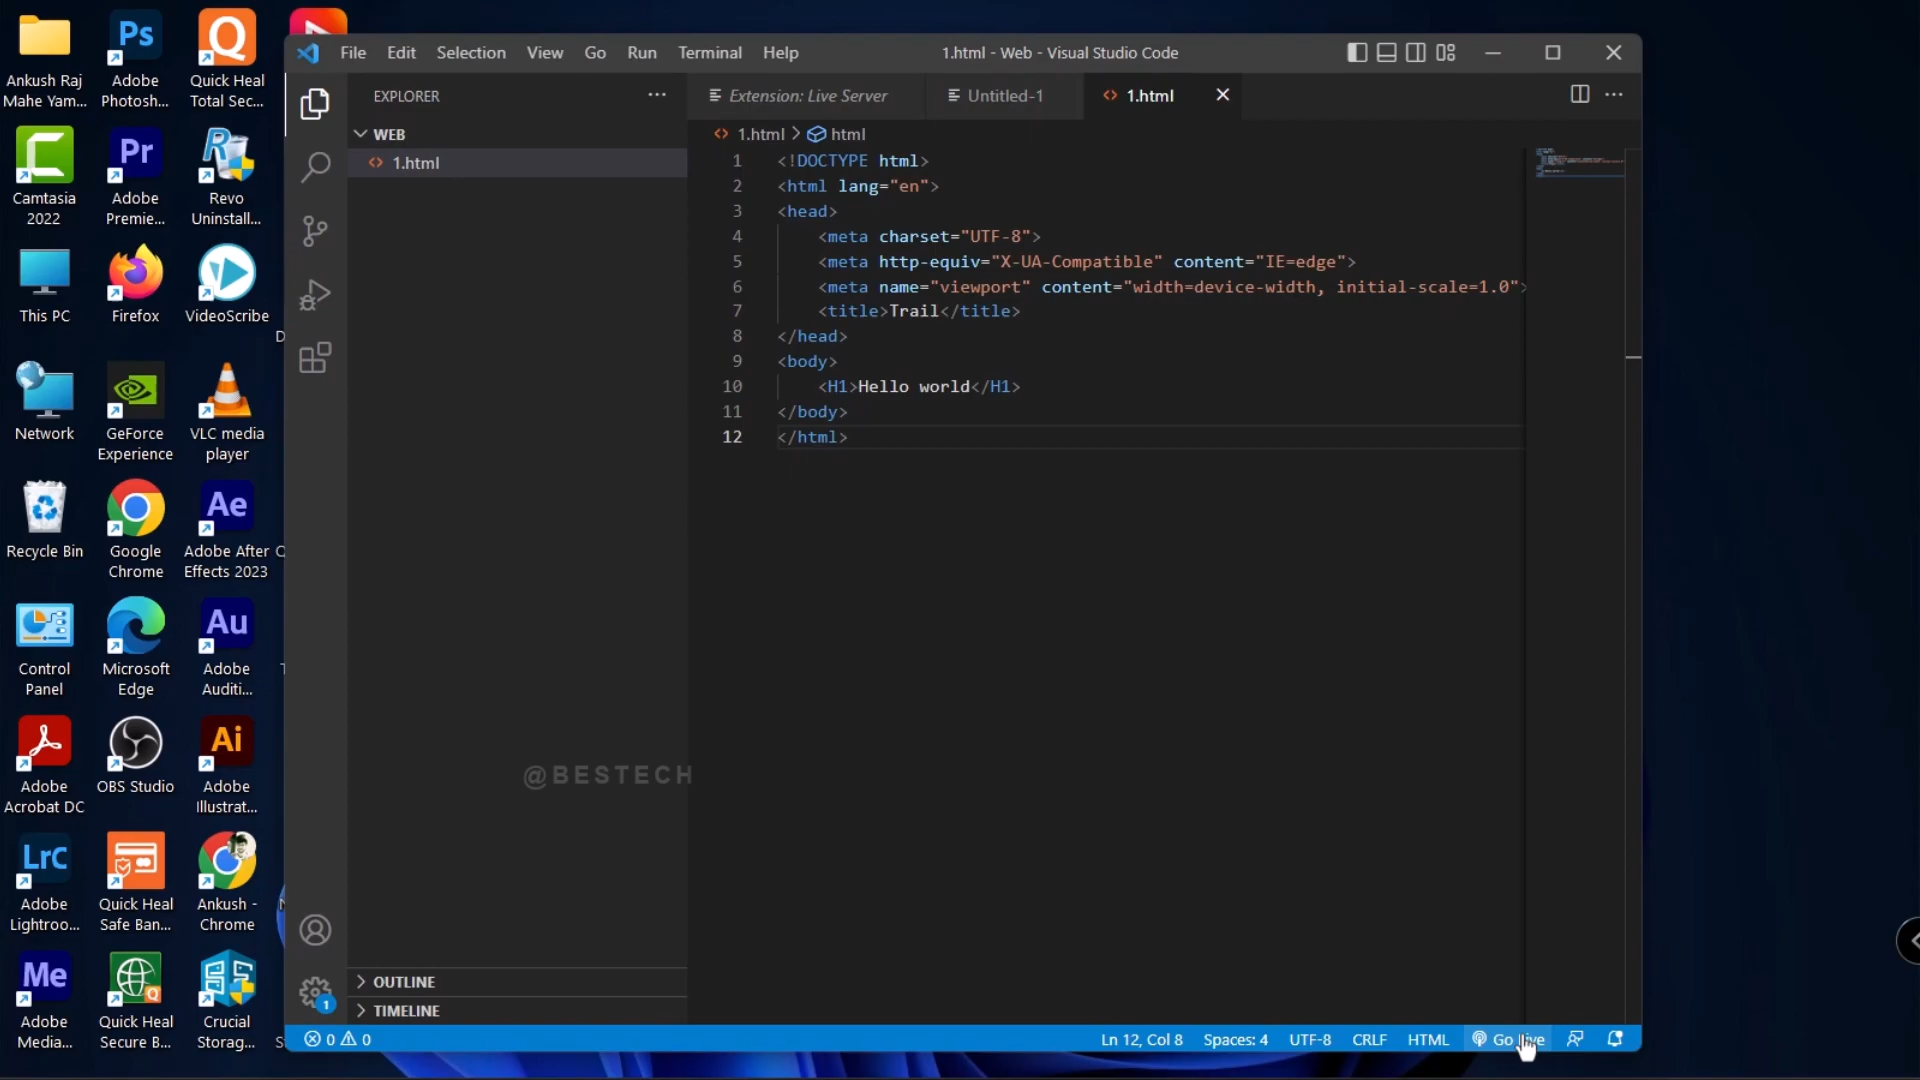 File Edit Selection View Go Run Terminal Help
1.html - Web - Visual Studio Code
EXPLORER
WEB
1.html
OUTLINE
TIMELINE
Extension: Live Server
Untitled-1
1.html
1.html > html
1 <!DOCTYPE html>
2 <html lang="en">
3 <head>
4 <meta charset="UTF-8">
5 <meta http-equiv="X-UA-Compatible" content="IE=edge">
6 <meta name="viewport" content="width=device-width, initial-scale=1.0">
7 <title>Trail</title>
8 </head>
9 <body>
10 <H1>Hello world</H1>
11 </body>
12 </html>
@BESTECH
1
0 0
Ln 12, Col 8 Spaces: 4 UTF-8 CRLF HTML Go Live
Ankush Raj
Mahe Yam...
Ps
Adobe
Photosh...
Quick Heal
Total Sec...
Camtasia
2022
Pr
Adobe
Premie...
Revo
Uninstall...
This PC
Firefox
VideoScribe
Network
GeForce
Experience
VLC media
player
Recycle Bin
Google
Chrome
Ae
Adobe After
Effects 2023
Control
Panel
Microsoft
Edge
Au
Adobe
Auditi...
Adobe
Acrobat DC
OBS Studio
Ai
Adobe
Illustrat...
LrC
Adobe
Lightroo...
Quick Heal
Safe Ban...
Ankush -
Chrome
Me
Adobe
Media...
Quick Heal
Secure B...
Crucial
Storag...